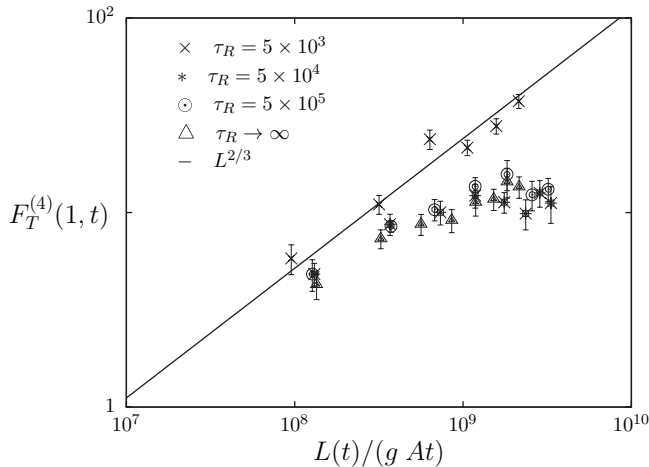 10^2
× τ_R = 5 × 10^3
* τ_R = 5 × 10^4
⊙ τ_R = 5 × 10^5
△ τ_R → ∞
– L^{2/3}
F_T^{(4)}(1, t)
1
10^7 10^8 10^9 10^10
L(t)/(g At)